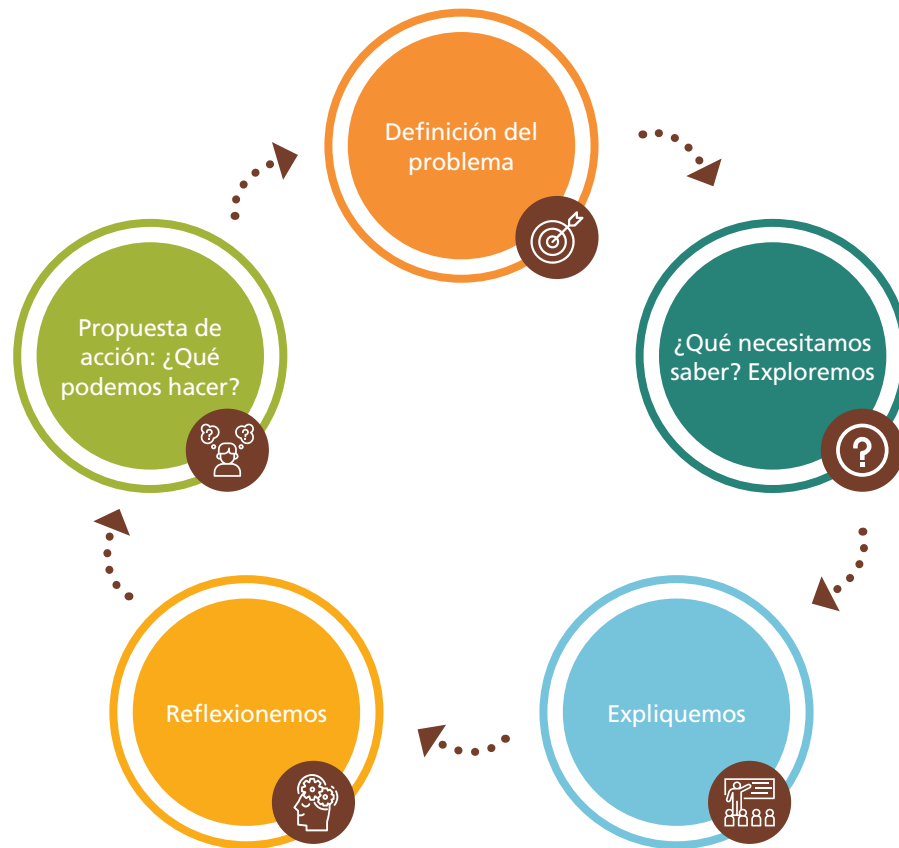 Definición del
problema
¿Qué necesitamos
saber? Exploremos
Expliquemos
Reflexionemos
Propuesta de
acción: ¿Qué
podemos hacer?